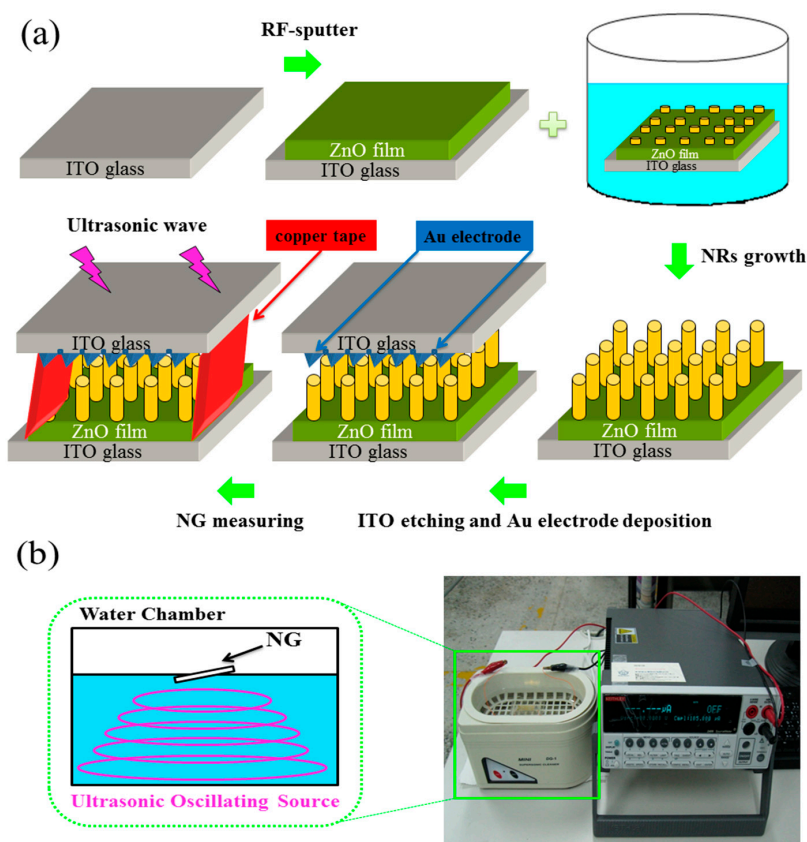 (a)
RF-sputter
ITO glass
ZnO film
ITO glass
ZnO film
ITO glass
Ultrasonic wave
copper tape
Au electrode
NRs growth
ITO glass
ZnO film
ITO glass
ITO glass
ZnO film
ITO glass
ZnO film
ITO glass
NG measuring
ITO etching and Au electrode deposition
(b)
Water Chamber
NG
Ultrasonic Oscillating Source
OFF